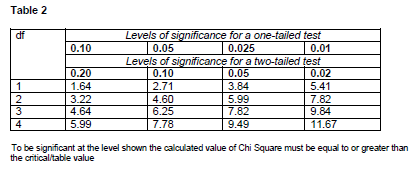 Table 2
df Levels of significance for a one-tailed test
0.10 0.05 0.025 0.01
Levels of significance for a two-tailed test
0.20 0.10 0.05 0.02
1 1.64 2.71 3.84 5.41
2 3.22 4.60 5.99 7.82
3 4.64 6.25 7.82 9.84
4 5.99 7.78 9.49 11.67
To be significant at the level shown the calculated value of Chi Square must be equal to or greater than
the critical/table value